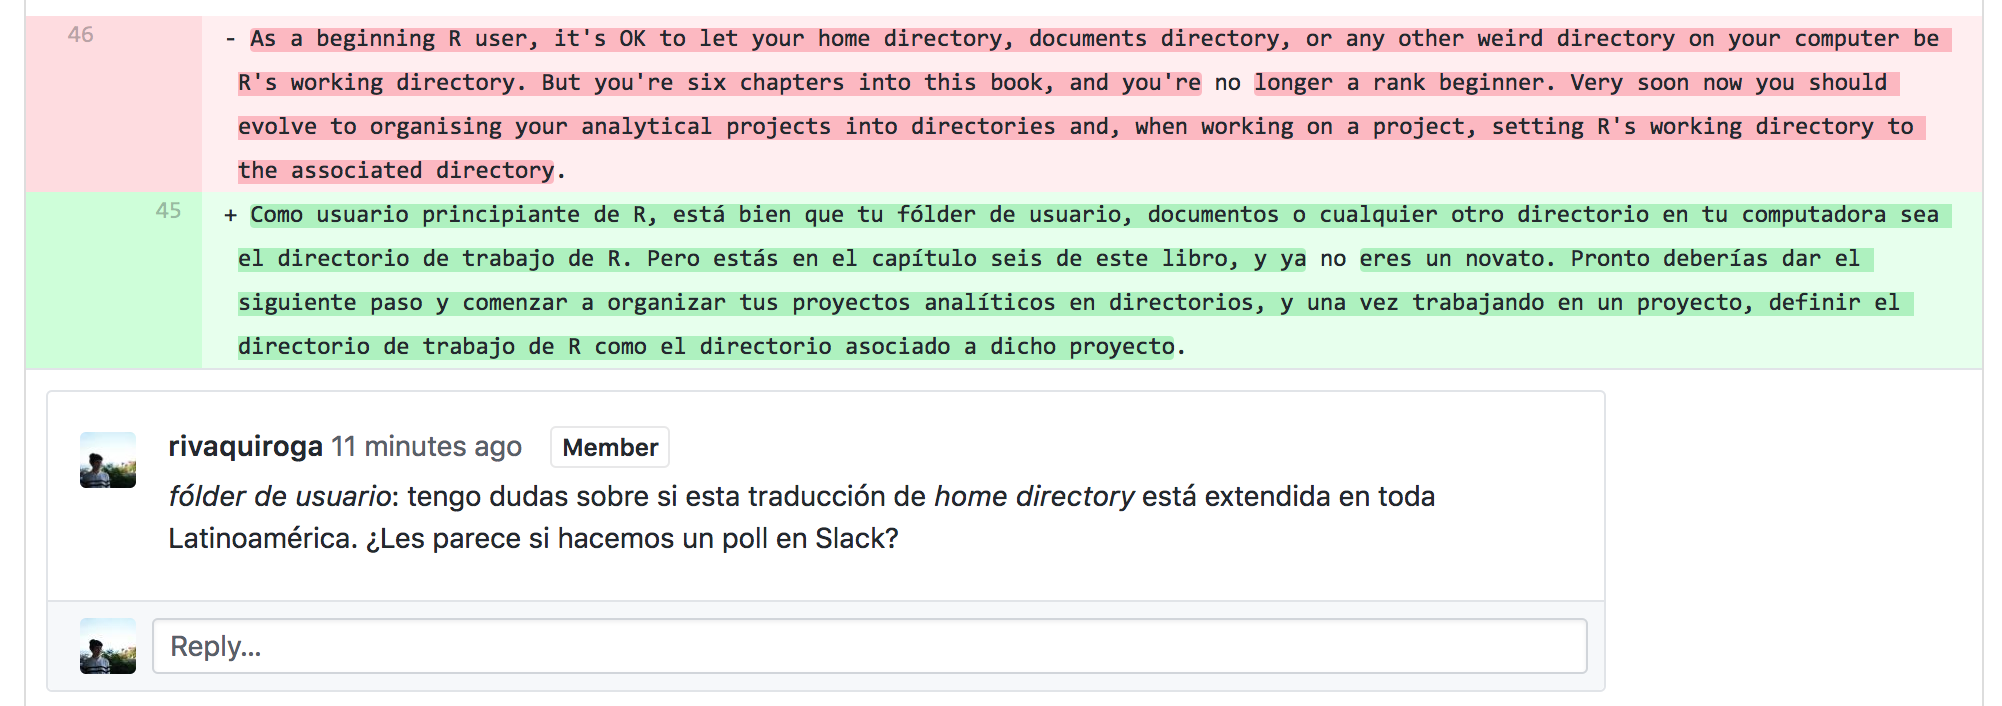 46
- As a beginning R user, it's OK to let your home directory, documents directory, or any other weird directory on your computer be
R's working directory. But you're six chapters into this book, and you're no longer a rank beginner. Very soon now you should
evolve to organising your analytical projects into directories and, when working on a project, setting R's working directory to
the associated directory.
45
+ Como usuario principiante de R, está bien que tu fólder de usuario, documentos o cualquier otro directorio en tu computadora sea
el directorio de trabajo de R. Pero estás en el capítulo seis de este libro, y ya no eres un novato. Pronto deberías dar el
siguiente paso y comenzar a organizar tus proyectos analíticos en directorios, y una vez trabajando en un proyecto, definir el
directorio de trabajo de R como el directorio asociado a dicho proyecto.
rivaquiroga 11 minutes ago Member
fólder de usuario: tengo dudas sobre si esta traducción de home directory está extendida en toda
Latinoamérica. ¿Les parece si hacemos un poll en Slack?
Reply...